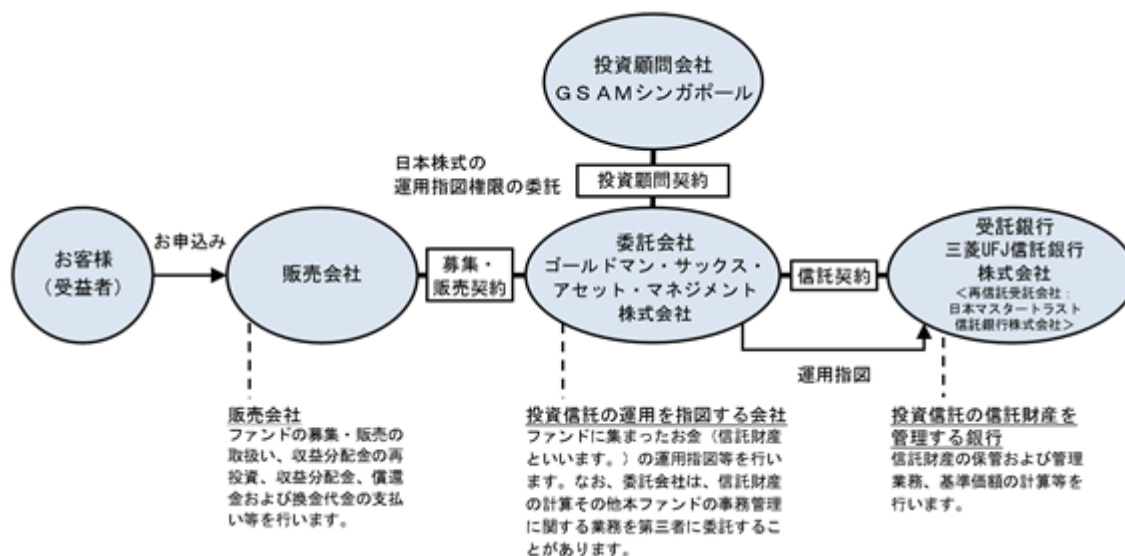 投資顧問会社
GSAMシンガポール
日本株式の
運用指図権限の委託
投資顧問契約
お客様
（受益者）
お申込み
販売会社
募集・
販売契約
委託会社
ゴールドマン・サックス・
アセット・マネジメント
株式会社
信託契約
受託銀行
三菱UFJ信託銀行
株式会社
＜再信託受託会社：
日本マスタートラスト
信託銀行株式会社＞
運用指図
販売会社
ファンドの募集・販売の
取扱い、収益分配金の再
投資、収益分配金、償還
金および換金代金の支払
い等を行います。
投資信託の運用を指図する会社
ファンドに集まったお金（信託財産
といいます。）の運用指図等を行い
ます。なお、委託会社は、信託財産
の計算その他本ファンドの事務管理
に関する業務を第三者に委託するこ
とがあります。
投資信託の信託財産を
管理する銀行
信託財産の保管および管理
業務、基準価額の計算等を
行います。